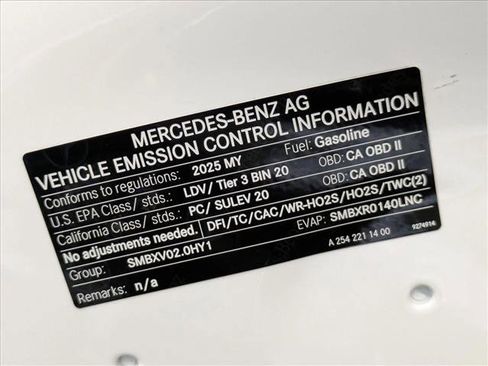 MERCEDES-BENZ AG
VEHICLE EMISSION CONTROL INFORMATION
Conforms to regulations: 2025 MY Fuel: Gasoline
U.S. EPA Class/ stds.: LDV/ Tier 3 BIN 20 OBD: CA OBD II
California Class/ stds.: PC/ SULEV 20 OBD: CA OBD II
No adjustments needed. DFI/TC/CAC/WR-HO2S/HO2S/TWC(2)
Group: SMBXV02.0HY1 EVAP: SMBXR0140LNC
Remarks: n/a A 254 221 14 00 9274914